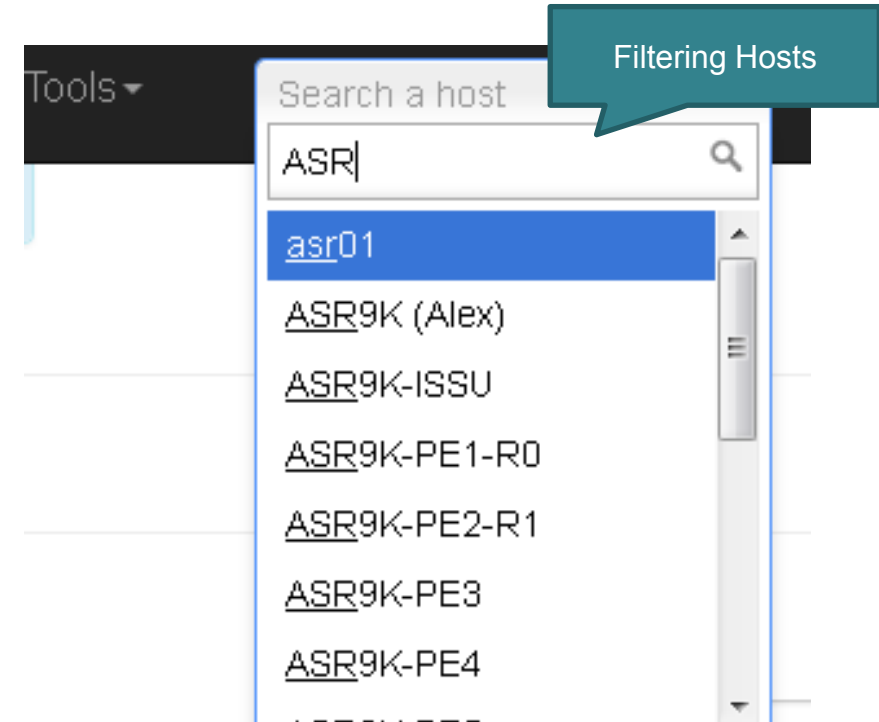 Filtering Hosts
Tools
Search a host
ASR
asr01
ASR9K (Alex)
ASR9K-ISSU
ASR9K-PE1-R0
ASR9K-PE2-R1
ASR9K-PE3
ASR9K-PE4